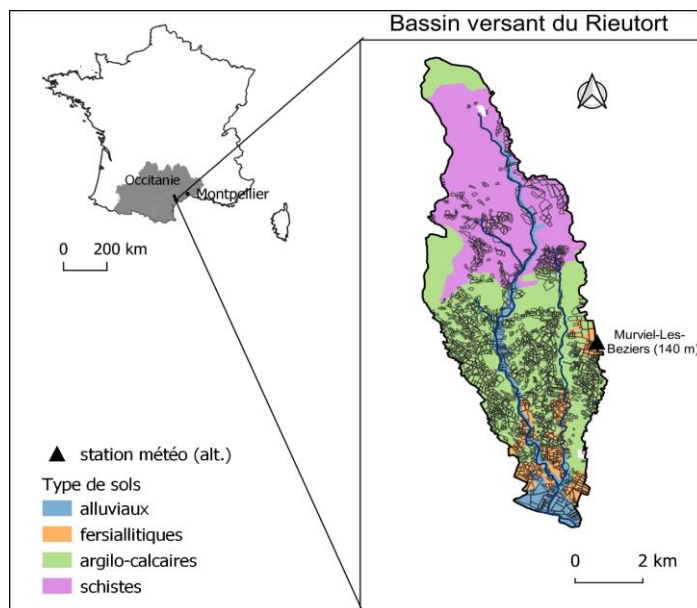 Bassin versant du Rieutort
Occitanie
Montpellier
0 200 km
Murviel-Les-
Beziers (140 m)
station météo (alt.)
Type de sols
alluviaux
fersiallitiques
argilo-calcaires
schistes
0 2 km